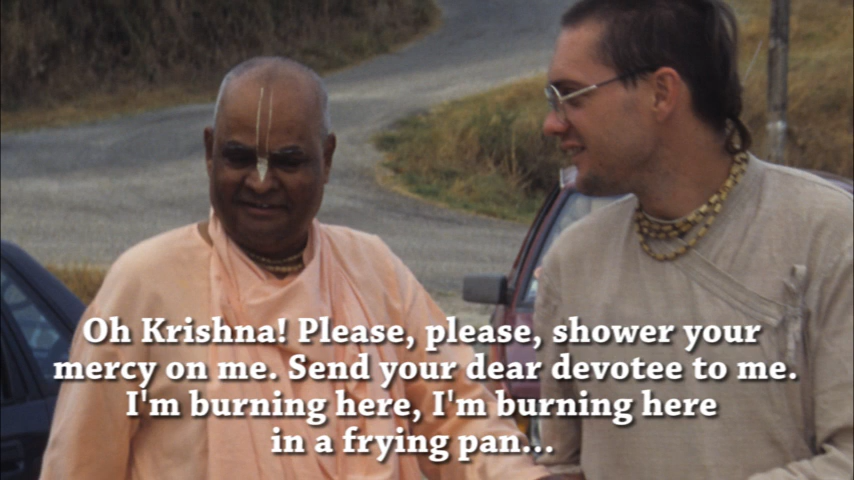 Oh Krishna! Please, please, shower your
mercy on me. Send your dear devotee to me.
I'm burning here, I'm burning here
in a frying pan...